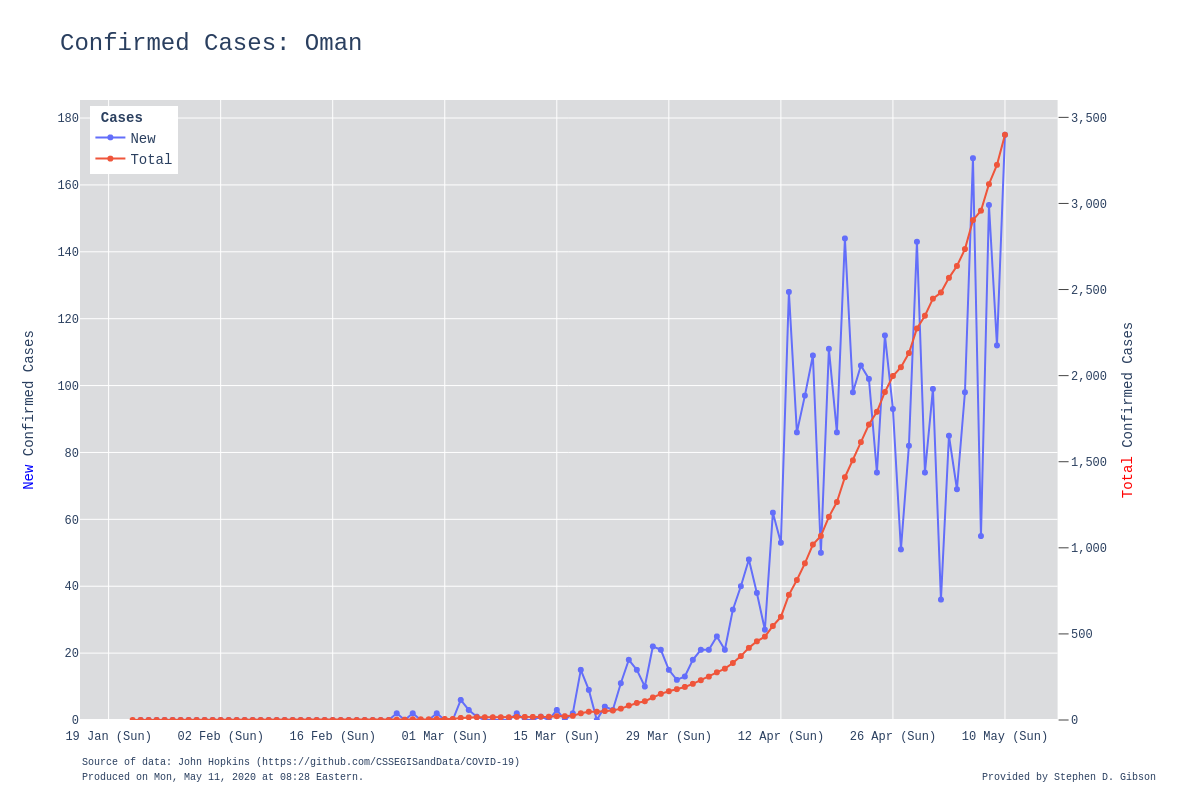 Confirmed Cases: Oman
Cases
New
Total
180
160
140
120
100
80
60
40
20
0
New Confirmed Cases
3,500
3,000
2,500
2,000
1,500
1,000
500
0
Total Confirmed Cases
19 Jan (Sun) 02 Feb (Sun) 16 Feb (Sun) 01 Mar (Sun) 15 Mar (Sun) 29 Mar (Sun) 12 Apr (Sun) 26 Apr (Sun) 10 May (Sun)
Source of data: John Hopkins (https://github.com/CSSEGISandData/COVID-19)
Produced on Mon, May 11, 2020 at 08:28 Eastern.
Provided by Stephen D. Gibson